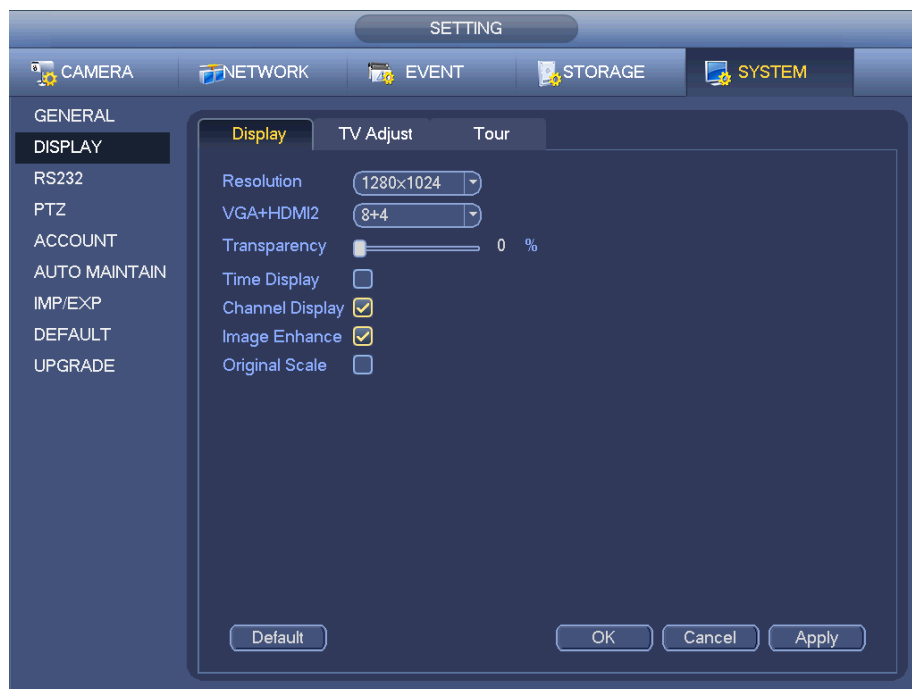 SETTING
CAMERA NETWORK EVENT STORAGE SYSTEM
GENERAL
DISPLAY
RS232
PTZ
ACCOUNT
AUTO MAINTAIN
IMP/EXP
DEFAULT
UPGRADE
Display TV Adjust Tour
Resolution 1280×1024
VGA+HDMI2 8+4
Transparency 0 %
Time Display
Channel Display
Image Enhance
Original Scale
Default OK Cancel Apply